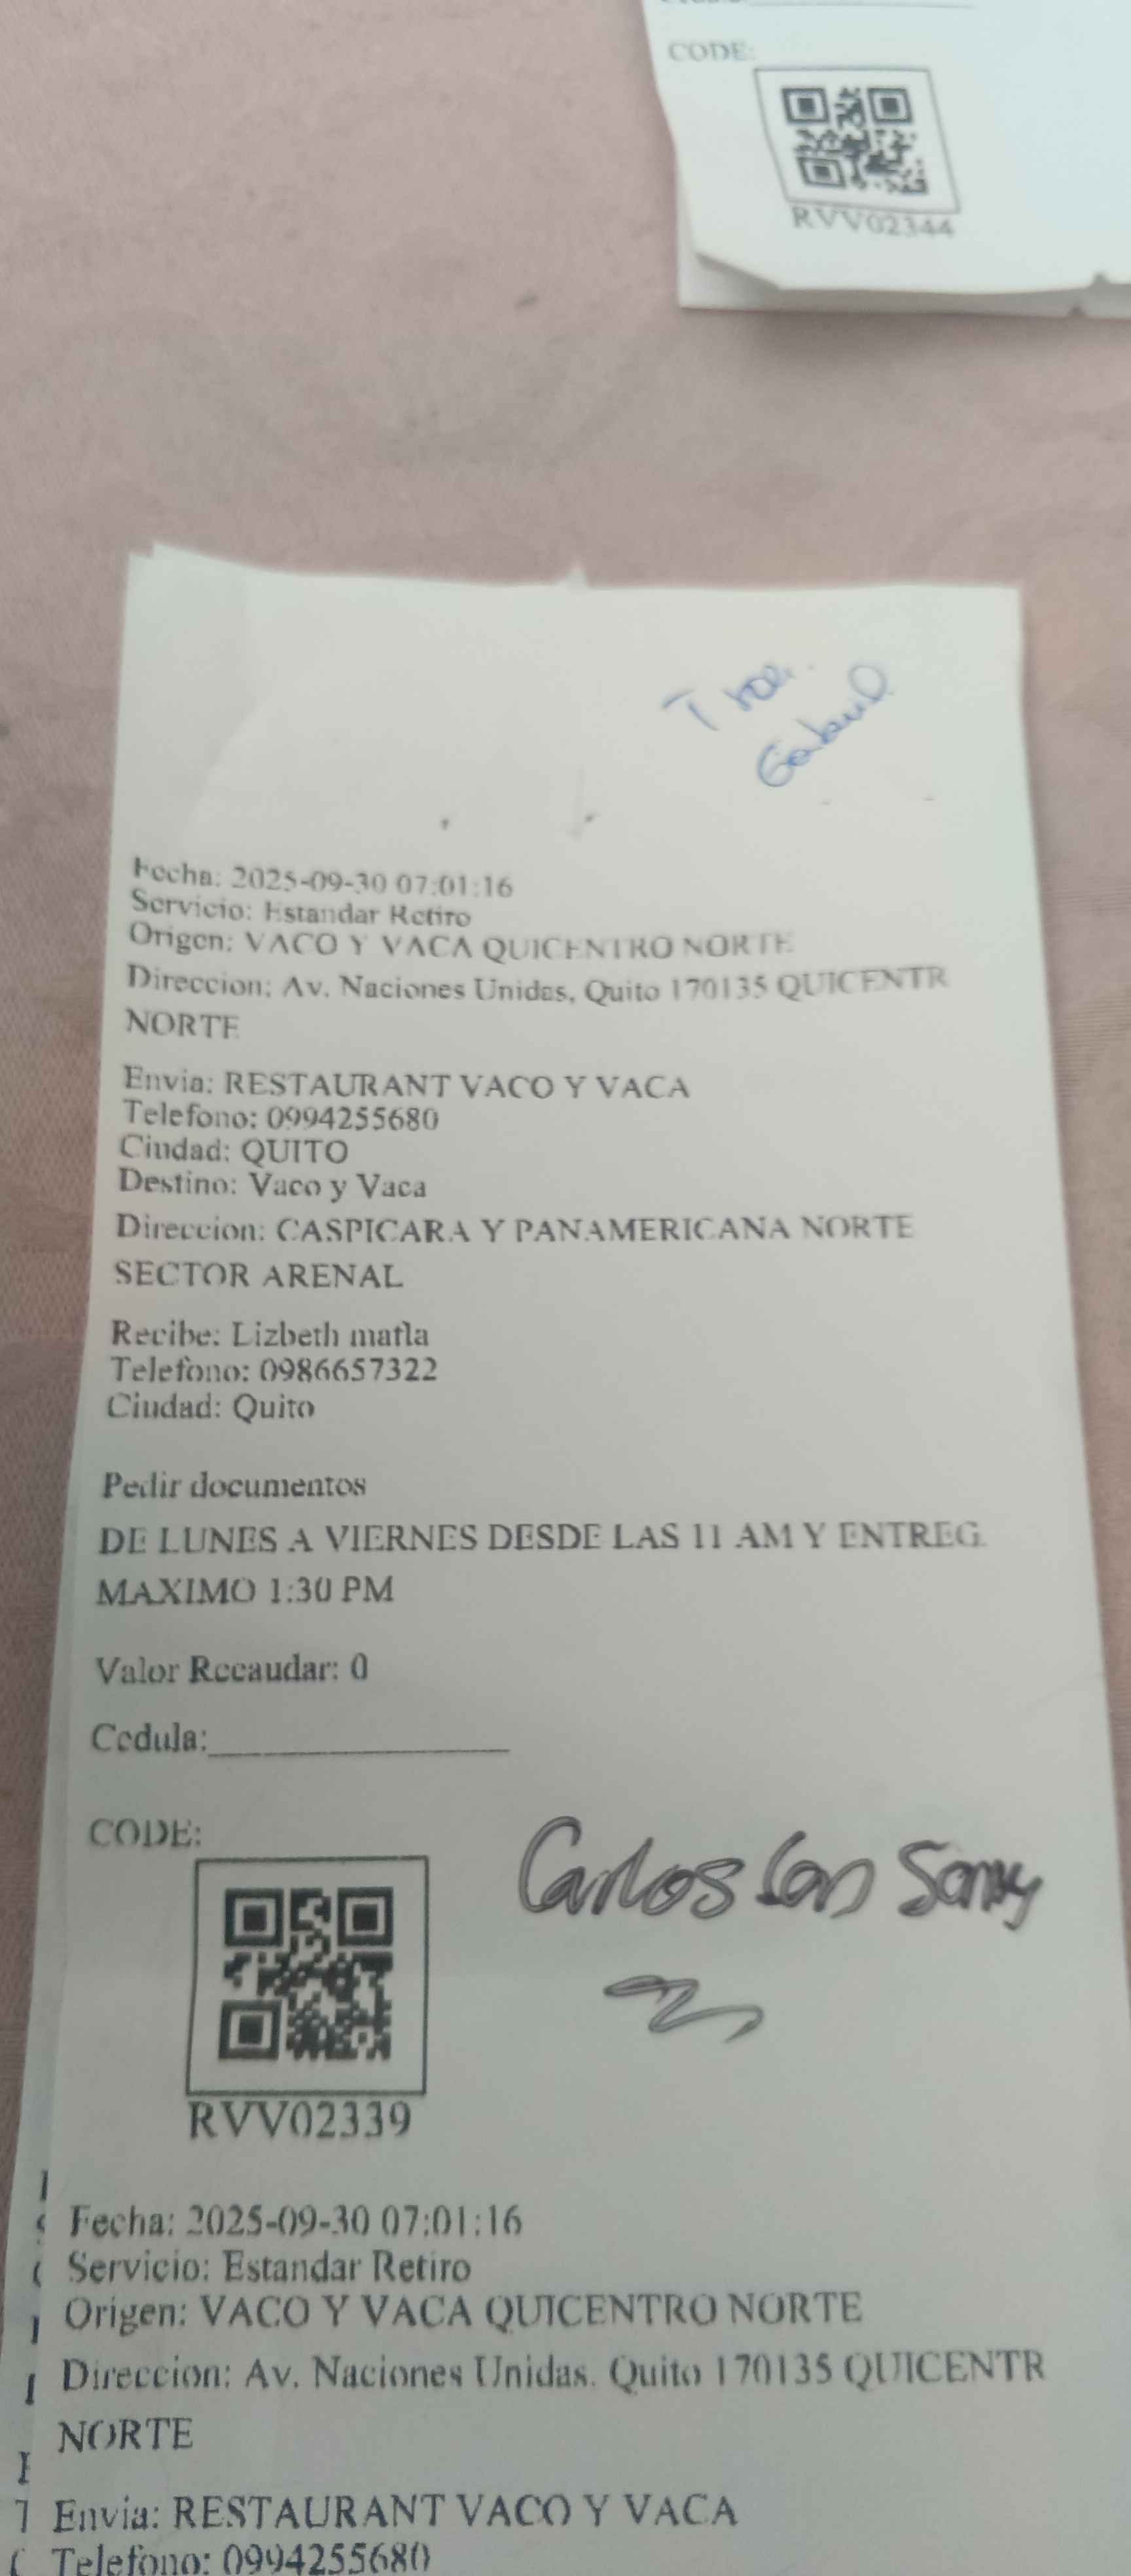 CODE:
RVV02344
Gabriel
Fecha: 2025-09-30 07:01:16
Servicio: Estandar Retiro
Origen: VACO Y VACA QUICENTRO NORTE
Direccion: Av. Naciones Unidas, Quito 170135 QUICENTR
NORTE
Envia: RESTAURANT VACO Y VACA
Telefono: 0994255680
Ciudad: QUITO
Destino: Vaco y Vaca
Direccion: CASPICARA Y PANAMERICANA NORTE
SECTOR ARENAL
Recibe: Lizbeth matla
Telefono: 0986657322
Ciudad: Quito
Pedir documentos
DE LUNES A VIERNES DESDE LAS 11 AM Y ENTREG
MAXIMO 1:30 PM
Valor Recaudar: 0
Cedula:
CODE:
Carlos
RVV02339
Fecha: 2025-09-30 07:01:16
Servicio: Estandar Retiro
Origen: VACO Y VACA QUICENTRO NORTE
Direccion: Av. Naciones Unidas. Quito 170135 QUICENTR
NORTE
Envia: RESTAURANT VACO Y VACA
Telefono: 0994255680